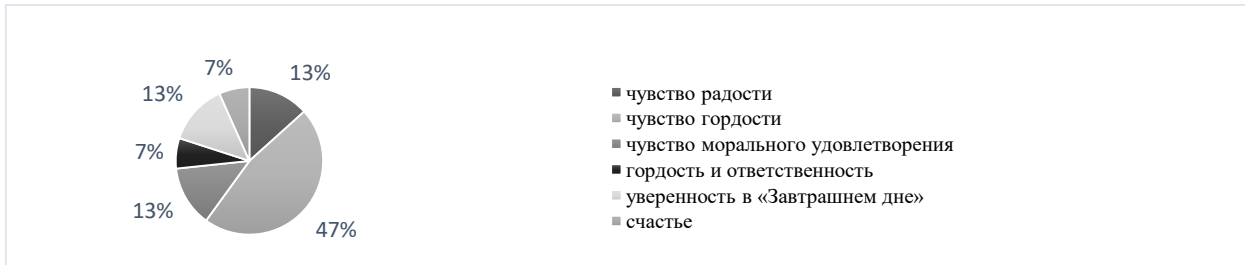 7%
13%
13%
7%
13%
47%
чувство радости
чувство гордости
чувство морального удовлетворения
гордость и ответственность
уверенность в «Завтрашнем дне»
счастье